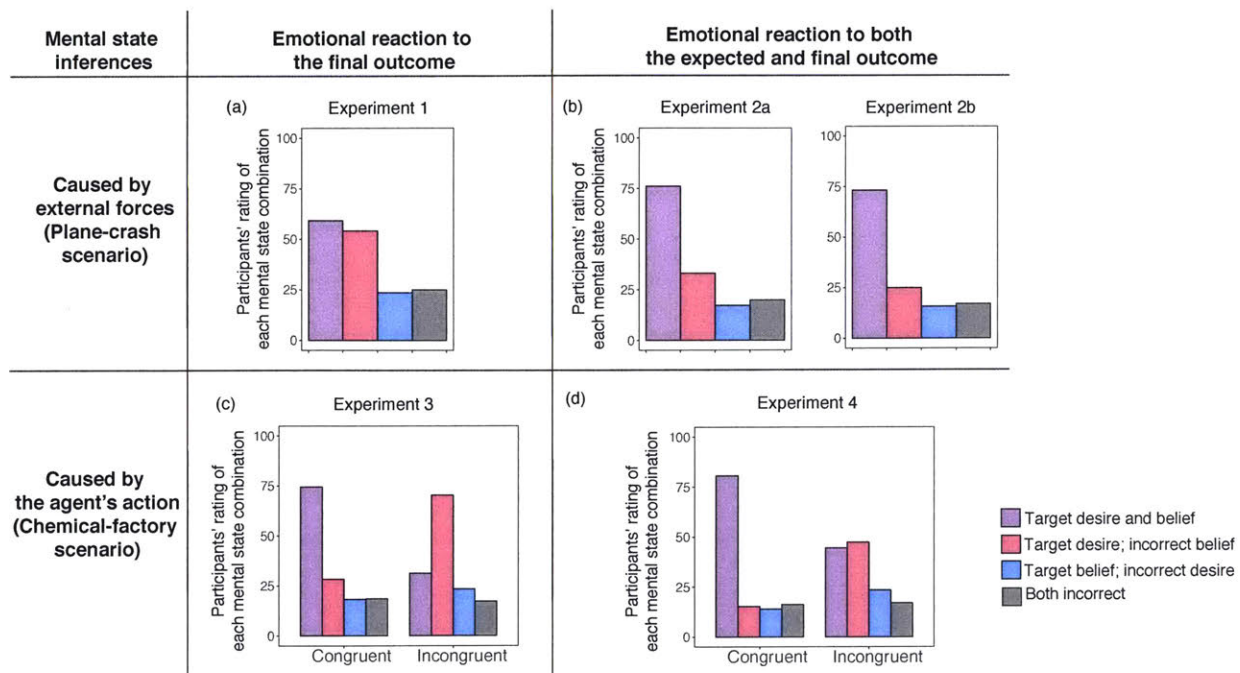 Mental state
inferences
Emotional reaction to
the final outcome
Emotional reaction to both
the expected and final outcome
Caused by
external forces
(Plane-crash
scenario)
(a)
Experiment 1
Participants' rating of
each mental state combination
100
75
50
25
0
(b)
Experiment 2a
Participants' rating of
each mental state combination
100
75
50
25
0
Experiment 2b
100
75
50
25
0
Caused by
the agent's action
(Chemical-factory
scenario)
(c)
Experiment 3
Participants' rating of
each mental state combination
100
75
50
25
0
Congruent
Incongruent
(d)
Experiment 4
Participants' rating of
each mental state combination
100
75
50
25
0
Congruent
Incongruent
Target desire and belief
Target desire; incorrect belief
Target belief; incorrect desire
Both incorrect